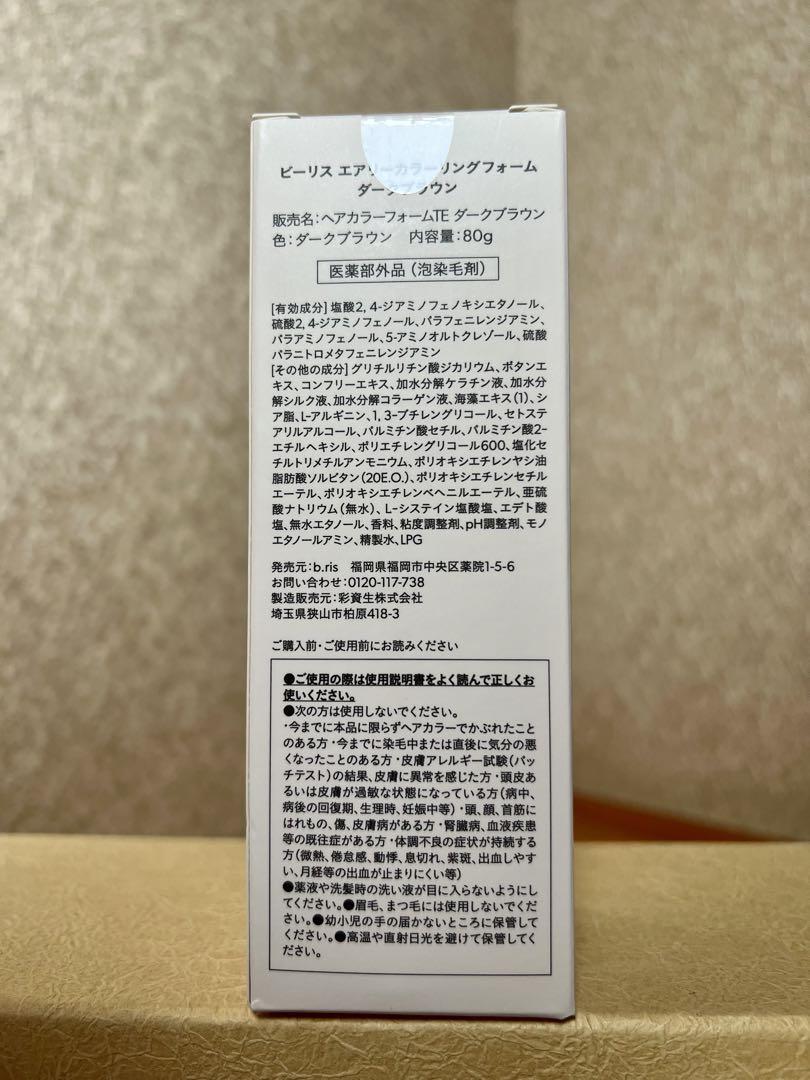 ビーリス エアリーカラーリングフォーム
ダークブラウン
販売名:ヘアカラーフォームTE ダークブラウン
色:ダークブラウン 内容量:80g
医薬部外品(泡染毛剤)
[有効成分]塩酸2, 4-ジアミノフェノキシエタノール、
硫酸2, 4-ジアミノフェノール、パラフェニレンジアミン、
パラアミノフェノール、5-アミノオルトクレゾール、硫酸
パラニトロメタフェニレンジアミン
[その他の成分]グリチルリチン酸ジカリウム、ボタンエ
キス、コンフリーエキス、加水分解ケラチン液、加水分
解シルク液、加水分解コラーゲン液、海藻エキス(1)、シ
ア脂、L-アルギニン、1, 3-ブチレングリコール、セトステ
アリルアルコール、パルミチン酸セチル、パルミチン酸2-
エチルヘキシル、ポリエチレングリコール600、塩化セ
チルトリメチルアンモニウム、ポリオキシエチレンヤシ油
脂肪酸ソルビタン(20E.O.)、ポリオキシエチレンセチル
エーテル、ポリオキシエチレンベヘニルエーテル、亜硫
酸ナトリウム(無水)、L-システイン塩酸塩、エデト酸
塩、無水エタノール、香料、粘度調整剤、pH調整剤、モノ
エタノールアミン、精製水、LPG
発売元:b.ris 福岡県福岡市中央区薬院1-5-6
お問い合わせ:0120-117-738
製造販売元:彩資生株式会社
埼玉県狭山市柏原418-3
ご購入前・ご使用前にお読みください
●ご使用の際は使用説明書をよく読んで正しくお
使いください。
●次の方は使用しないでください。
・今までに本品に限らずヘアカラーでかぶれたこと
のある方・今までに染毛中または直後に気分の悪
くなったことのある方・皮膚アレルギー試験(パッ
チテスト)の結果、皮膚に異常を感じた方・頭皮あ
るいは皮膚が過敏な状態になっている方(病中、
病後の回復期、生理時、妊娠中等)・頭、顔、首筋に
はれもの、傷、皮膚病がある方・腎臓病、血液疾患
等の既往症がある方・体調不良の症状が持続する
方(微熱、倦怠感、動悸、息切れ、紫斑、出血しやす
い、月経等の出血が止まりにくい等)
●薬液や洗髪時の洗い液が目に入らないようにし
てください。●眉毛、まつ毛には使用しないでくだ
さい。●幼小児の手の届かないところに保管して
ください。●高温や直射日光を避けて保管してく
ださい。